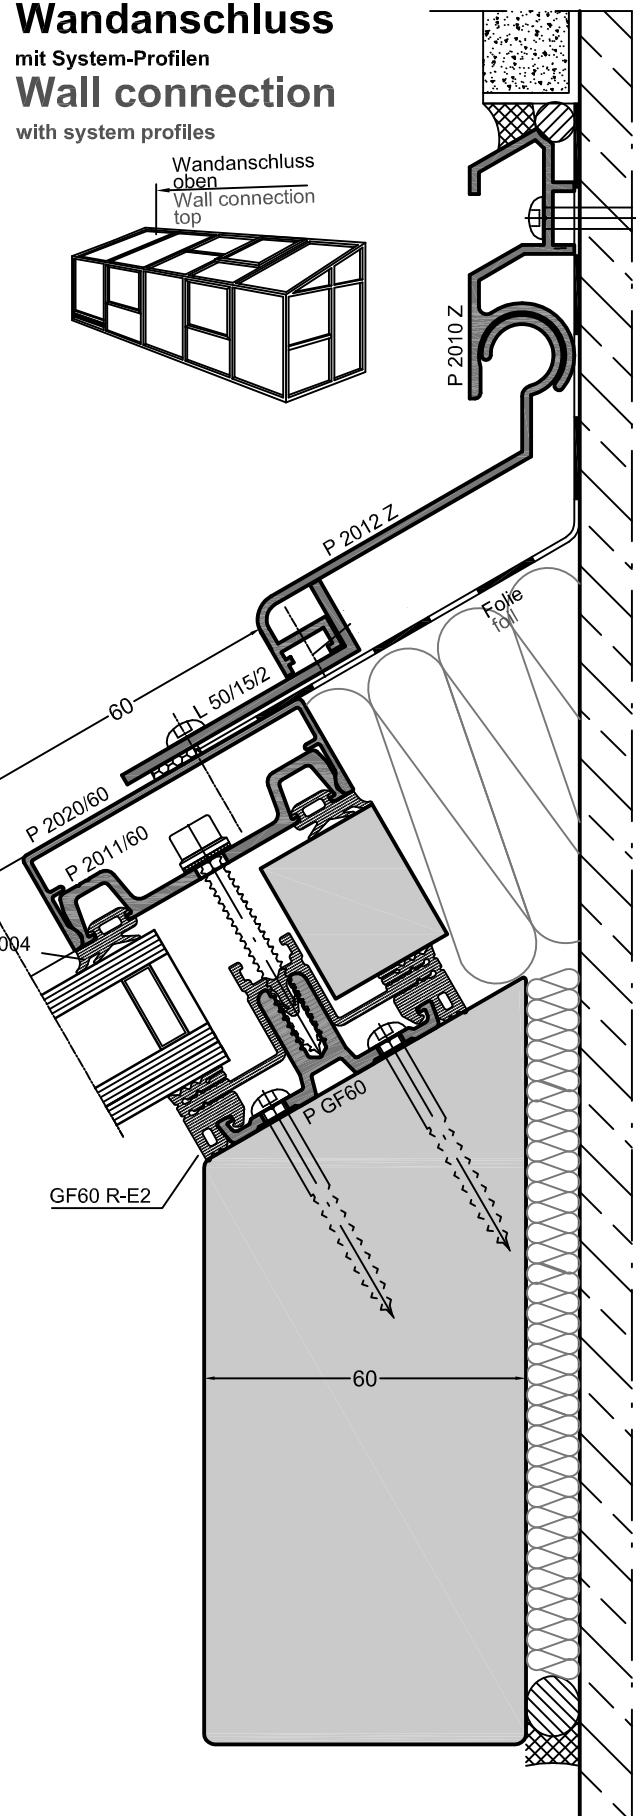 Wandanschluss
mit System-Profilen
Wall connection
with system profiles
Wandanschluss
oben
Wall connection
top
P 2010 Z
P 2012 Z
Folie
foil
L 50/15/2
60
P 2020/60
P 2011/60
004
P GF60
GF60 R-E2
60